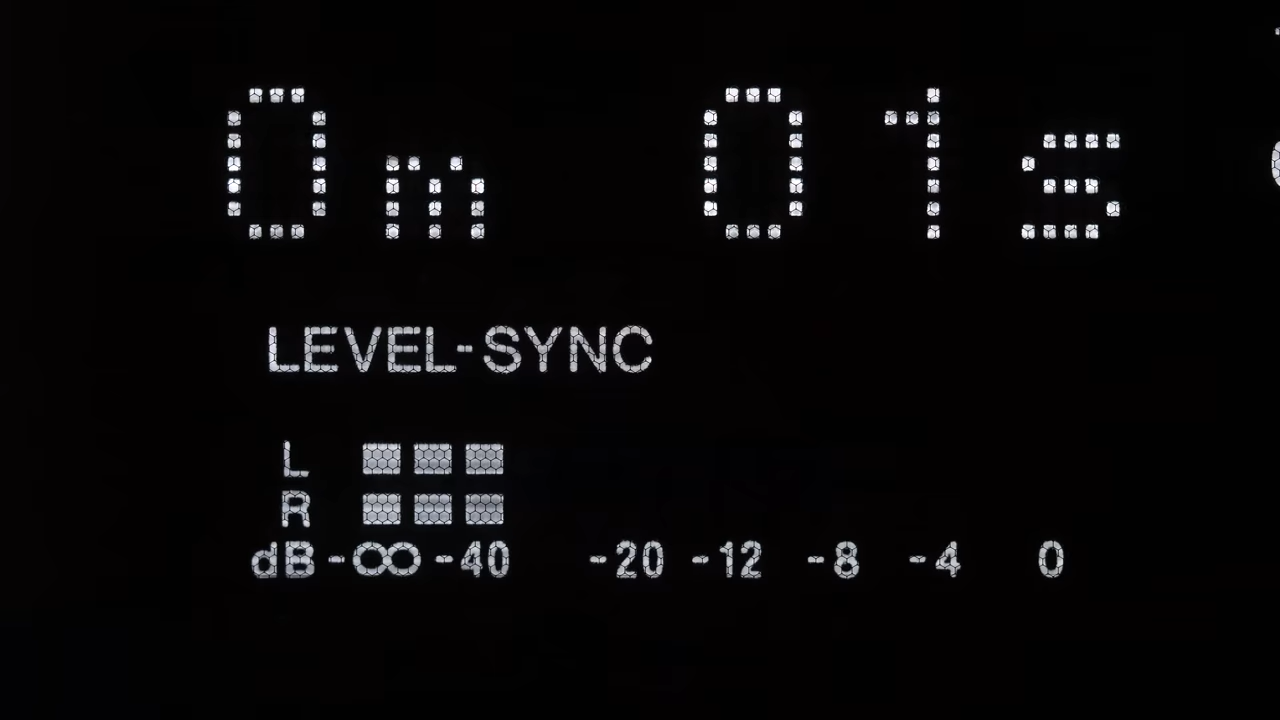 0m 01s
LEVEL-SYNC
L
R
dB -∞ -40 -20 -12 -8 -4 0